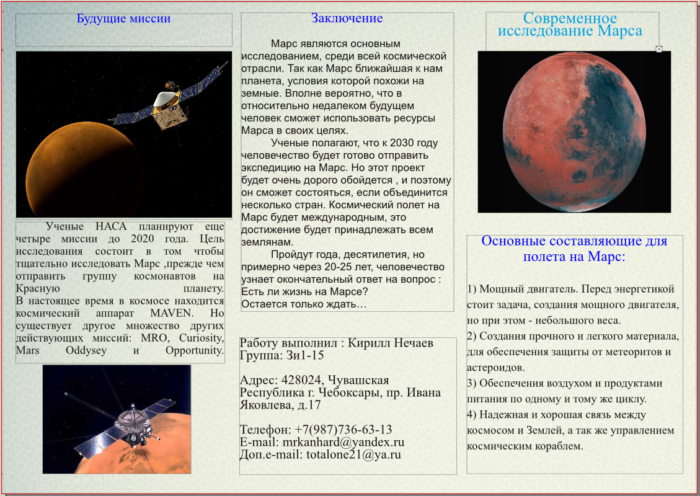 Будущие миссии
Ученые НАСА планируют еще
четыре миссии до 2020 года. Цель
исследования состоит в том чтобы
тщательно исследовать Марс ,прежде чем
отправить группу космонавтов на
Красную планету.
В настоящее время в космосе находится
космический аппарат MAVEN. Но
существует другое множество других
действующих миссий: MRO, Curiosity,
Mars Oddysey и Opportunity.
Заключение
Марс являются основным
исследованием, среди всей космической
отрасли. Так как Марс ближайшая к нам
планета, условия которой похожи на
земные. Вполне вероятно, что в
относительно недалеком будущем
человек сможет использовать ресурсы
Марса в своих целях.
Ученые полагают, что к 2030 году
человечество будет готово отправить
экспедицию на Марс. Но этот проект
будет очень дорого обойдется , и поэтому
он сможет состояться, если объединится
несколько стран. Космический полет на
Марс будет международным, это
достижение будет принадлежать всем
землянам.
Пройдут года, десятилетия, но
примерно через 20-25 лет, человечество
узнает окончательный ответ на вопрос :
Есть ли жизнь на Марсе?
Остается только ждать…
Работу выполнил : Кирилл Нечаев
Группа: Зи1-15
Адрес: 428024, Чувашская
Республика г. Чебоксары, пр. Ивана
Яковлева, д.17
Телефон: +7(987)736-63-13
E-mail: mrkanhard@yandex.ru
Доп.e-mail: totalone21@ya.ru
Современное
исследование Марса
Основные составляющие для
полета на Марс:
1) Мощный двигатель. Перед энергетикой
стоит задача, создания мощного двигателя,
но при этом - небольшого веса.
2) Создания прочного и легкого материала,
для обеспечения защиты от метеоритов и
астероидов.
3) Обеспечения воздухом и продуктами
питания по одному и тому же циклу.
4) Надежная и хорошая связь между
космосом и Землей, а так же управлением
космическим кораблем.